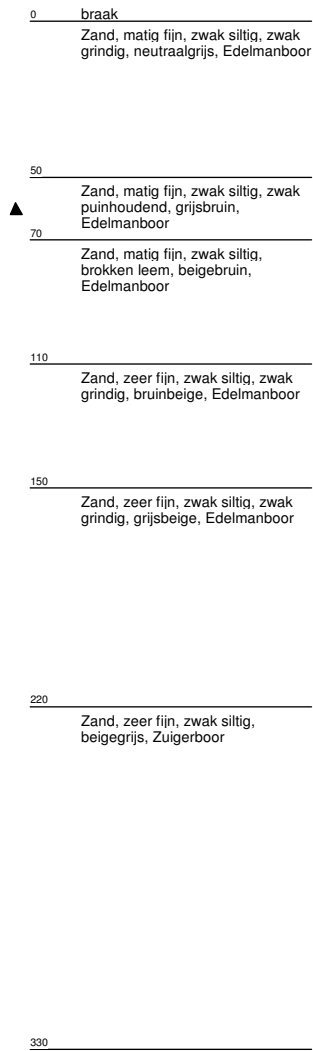 0 braak
Zand, matig fijn, zwak siltig, zwak
grindig, neutraalgrijs, Edelmanboor
50
Zand, matig fijn, zwak siltig, zwak
puinhoudend, grijsbruin,
Edelmanboor
70
Zand, matig fijn, zwak siltig,
brokken leem, beigebruin,
Edelmanboor
110
Zand, zeer fijn, zwak siltig, zwak
grindig, bruinbeige, Edelmanboor
150
Zand, zeer fijn, zwak siltig, zwak
grindig, grijsbeige, Edelmanboor
220
Zand, zeer fijn, zwak siltig,
beigegrijs, Zuigerboor
330